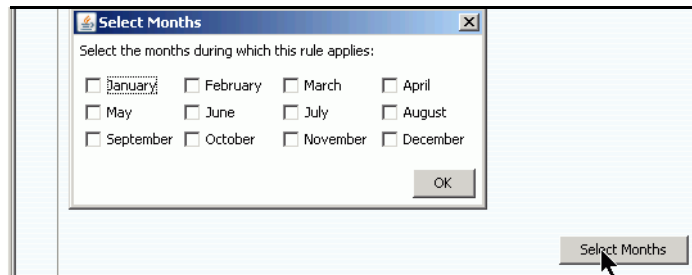 Select Months
Select the months during which this rule applies:
January February March April
May June July August
September October November December
OK
Select Months